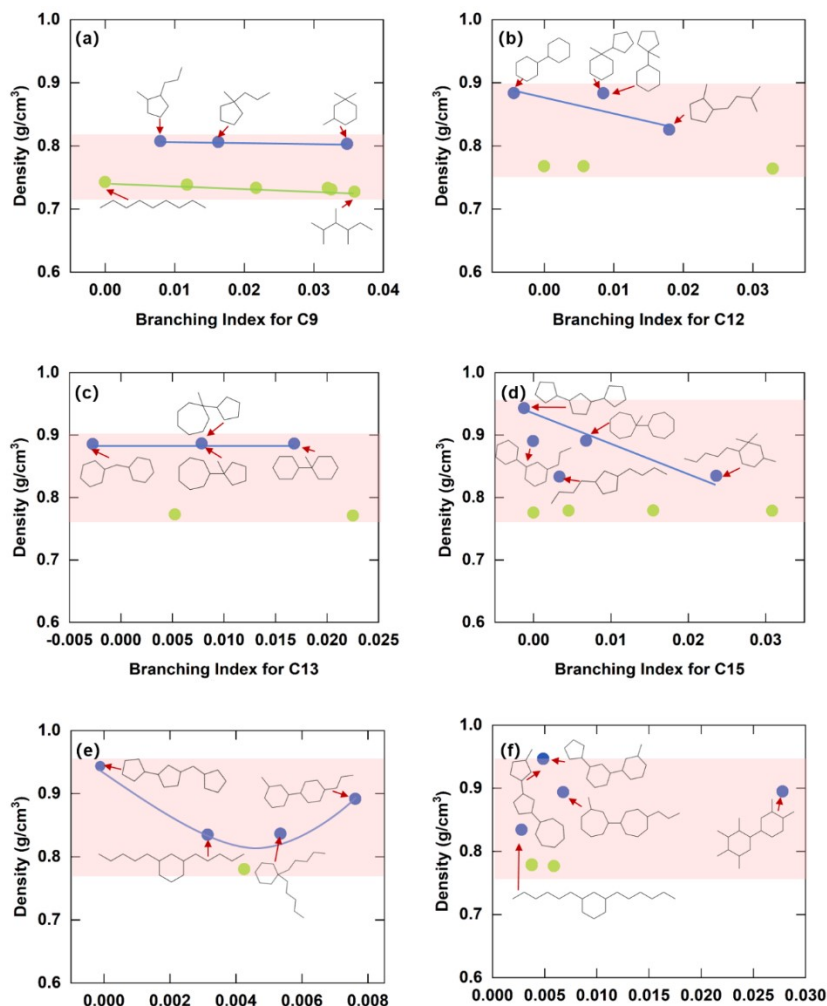 (a)
1.0
0.9
0.8
0.7
0.6
Density (g/cm³)
0.00 0.01 0.02 0.03 0.04
Branching Index for C9
(b)
1.0
0.9
0.8
0.7
0.6
Density (g/cm³)
0.00 0.01 0.02 0.03
Branching Index for C12
(c)
1.0
0.9
0.8
0.7
0.6
Density (g/cm³)
-0.005 0.000 0.005 0.010 0.015 0.020 0.025
Branching Index for C13
(d)
1.0
0.9
0.8
0.7
0.6
Density (g/cm³)
0.00 0.01 0.02 0.03
Branching Index for C15
(e)
1.0
0.9
0.8
0.7
0.6
Density (g/cm³)
0.000 0.002 0.004 0.006 0.008
(f)
1.0
0.9
0.8
0.7
0.6
Density (g/cm³)
0.000 0.005 0.010 0.015 0.020 0.025 0.030